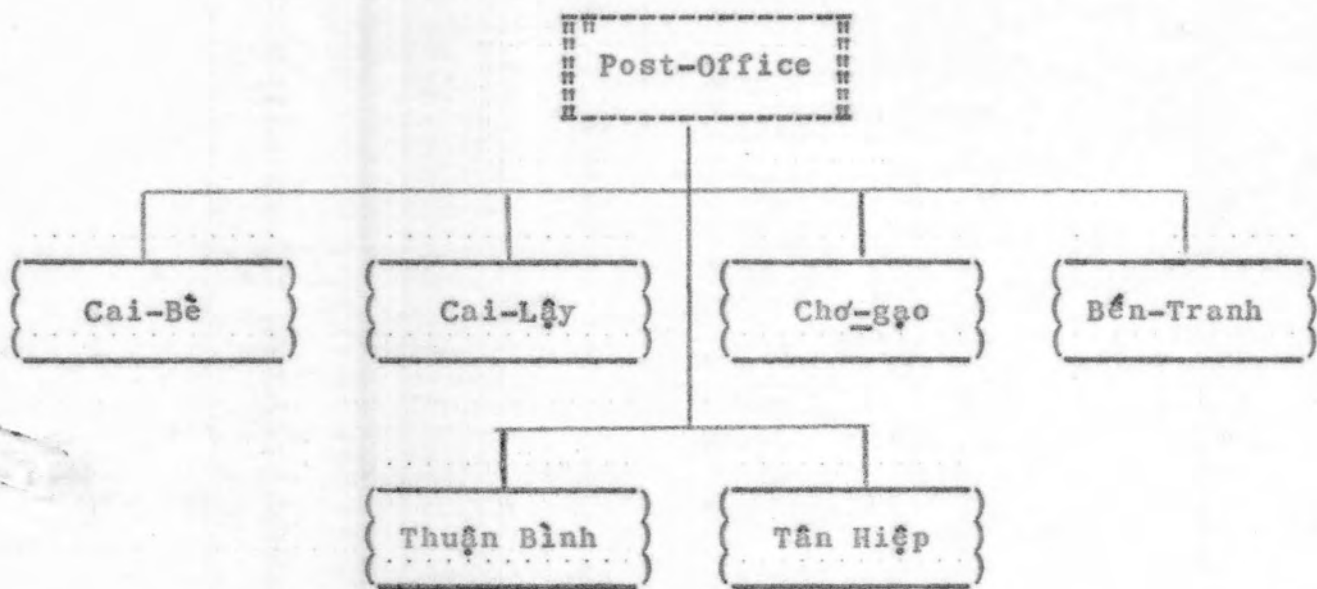 Post-Office
Cai-Bè
Cai-Lậy
Chợ-gạo
Bến-Tranh
Thuận Bình
Tân Hiệp